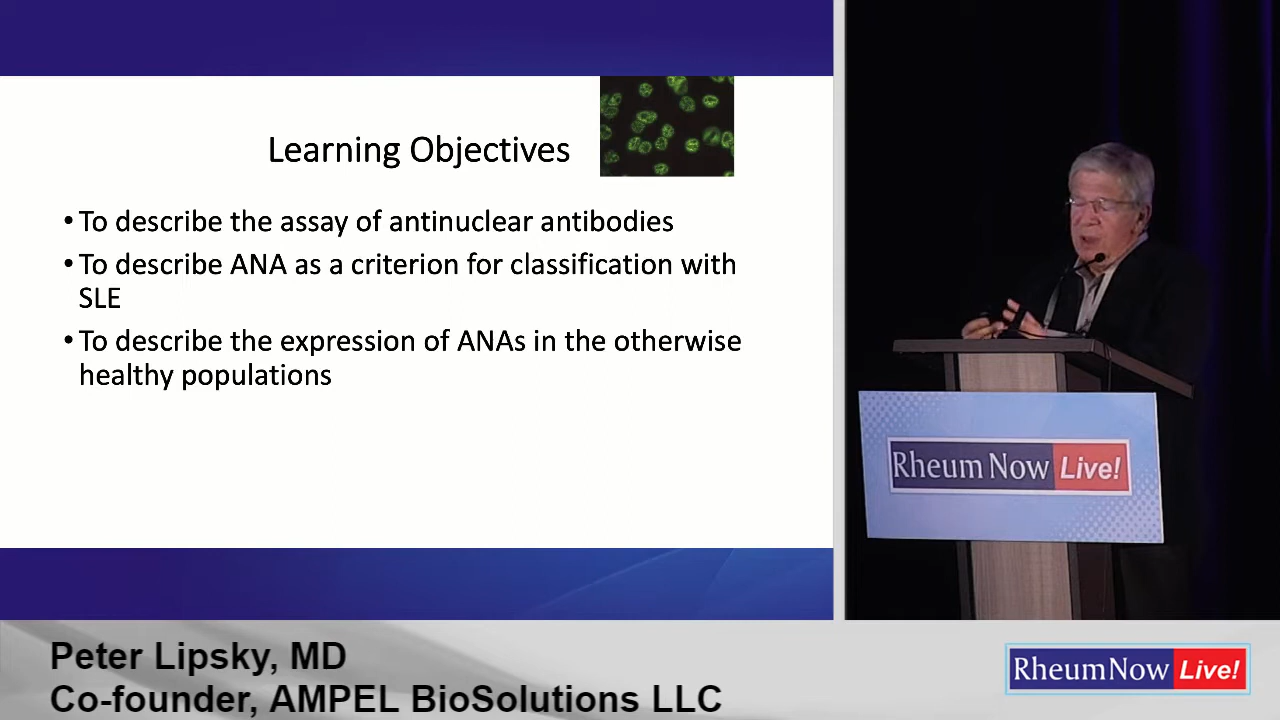 Learning Objectives
• To describe the assay of antinuclear antibodies
• To describe ANA as a criterion for classification with
SLE
• To describe the expression of ANAs in the otherwise
healthy populations
Rheum Now Live!
Peter Lipsky, MD
Co-founder, AMPEL BioSolutions LLC
RheumNow Live!